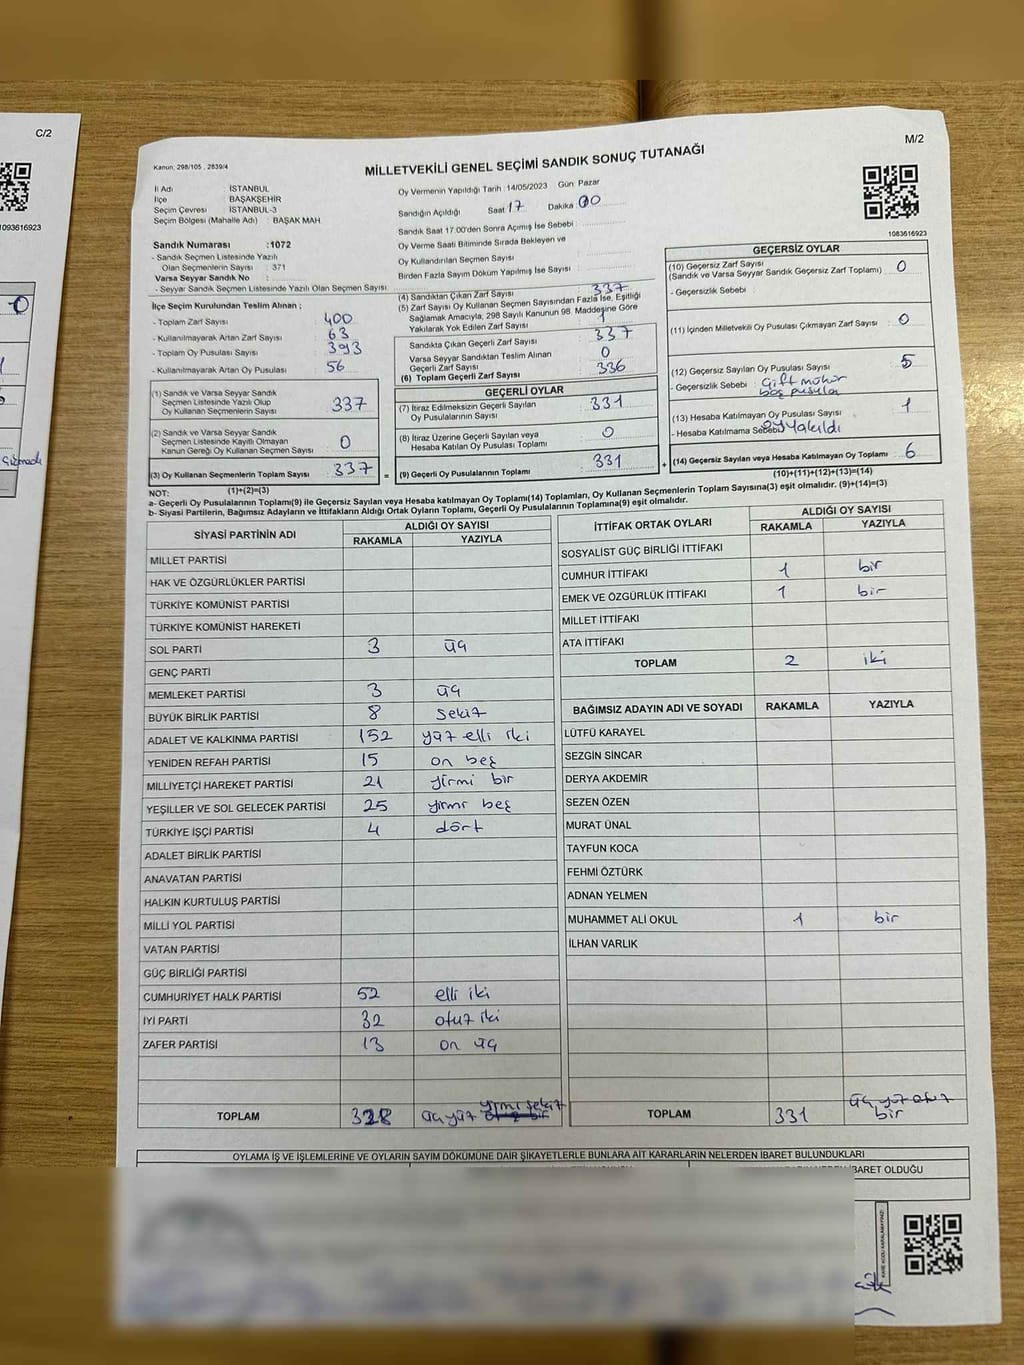 C/2
1093616923
M/2
Kanun: 298/105 , 2839/4
MİLLETVEKİLİ GENEL SEÇİMİ SANDIK SONUÇ TUTANAĞI
İl Adı İSTANBUL
İlçe BAŞAKŞEHİR
Seçim Çevresi İSTANBUL-3
Seçim Bölgesi (Mahalle Adı) : BAŞAK MAH
Oy Vermenin Yapıldığı Tarih : 14/05/2023 Gün Pazar
Sandığın Açıldığı Saat 17 Dakika 00
Sandık Saat 17.00'den Sonra Açımış İse Sebebi :
Oy Verme Saati Bitiminde Sırada Bekleyen ve
Oy Kullandırılan Seçmen Sayısı :
Birden Fazla Sayım Döküm Yapılmış İse Sayısı :
1083616923
Sandık Numarası :1072
- Sandık Seçmen Listesinde Yazılı
Olan Seçmenlerin Sayısı : 371
Varsa Seyyar Sandık No :
- Seyyar Sandık Seçmen Listesinde Yazılı Olan Seçmen Sayısı
İlçe Seçim Kurulundan Teslim Alınan ;
- Toplam Zarf Sayısı : 400
- Kullanılmayarak Artan Zarf Sayısı : 63
- Toplam Oy Pusulası Sayısı : 393
- Kullanılmayarak Artan Oy Pusulası : 56
(4) Sandıktan Çıkan Zarf Sayısı : 337
(5) Zarf Sayısı Oy Kullanan Seçmen Sayısından Fazla İse, Eşitliği
Sağlamak Amacıyla, 298 Sayılı Kanunun 98. Maddesine Göre
Yakılarak Yok Edilen Zarf Sayısı : 1
Sandıkta Çıkan Geçerli Zarf Sayısı : 337
Varsa Seyyar Sandıktan Teslim Alınan
Geçerli Zarf Sayısı : 0
(6) Toplam Geçerli Zarf Sayısı : 336
GEÇERSİZ OYLAR
(10) Geçersiz Zarf Sayısı
(Sandık ve Varsa Seyyar Sandık Geçersiz Zarf Toplamı) : 0
- Geçersizlik Sebebi :
(11) İçinden Milletvekili Oy Pusulası Çıkmayan Zarf Sayısı : 0
(12) Geçersiz Sayılan Oy Pusulası Sayısı : 5
- Geçersizlik Sebebi : Çift mühür
boş pusula
(13) Hesaba Katılmayan Oy Pusulası Sayısı : 1
- Hesaba Katılmama Sebebi: oy yakıldı
(14) Geçersiz Sayılan veya Hesaba Katılmayan Oy Toplamı : 6
(10)+(11)+(12)+(13)=(14)
(1) Sandık ve Varsa Seyyar Sandık
Seçmen Listesinde Yazılı Olup
Oy Kullanan Seçmenlerin Sayısı : 337
(2) Sandık ve Varsa Seyyar Sandık
Seçmen Listesinde Kayıtlı Olmayan
Kanun Gereği Oy Kullanan Seçmen Sayısı : 0
(3) Oy Kullanan Seçmenlerin Toplam Sayısı : 337
(1)+(2)=(3)
GEÇERLİ OYLAR
(7) İtiraz Edilmeksizin Geçerli Sayılan
Oy Pusulalarının Sayısı : 331
(8) İtiraz Üzerine Geçerli Sayılan veya
Hesaba Katılan Oy Pusulası Toplamı : 0
= (9) Geçerli Oy Pusulalarının Toplamı : 331 +
NOT:
a- Geçerli Oy Pusulalarının Toplamı(9) ile Geçersiz Sayılan veya Hesaba katılmayan Oy Toplamı(14) Toplamları, Oy Kullanan Seçmenlerin Toplam Sayısına(3) eşit olmalıdır. (9)+(14)=(3)
b- Siyasi Partilerin, Bağımsız Adayların ve İttifakların Aldığı Ortak Oyların Toplamı, Geçerli Oy Pusulalarının Toplamına(9) eşit olmalıdır.
SİYASİ PARTİNİN ADI ALDIĞI OY SAYISI
RAKAMLA YAZIYLA
MİLLET PARTİSİ
HAK VE ÖZGÜRLÜKLER PARTİSİ
TÜRKİYE KOMÜNİST PARTİSİ
TÜRKİYE KOMÜNİST HAREKETİ
SOL PARTİ 3 üç
GENÇ PARTİ
MEMLEKET PARTİSİ 3 üç
BÜYÜK BİRLİK PARTİSİ 8 sekiz
ADALET VE KALKINMA PARTİSİ 152 yüz elli iki
YENİDEN REFAH PARTİSİ 15 on beş
MİLLİYETÇİ HAREKET PARTİSİ 21 yirmi bir
YEŞİLLER VE SOL GELECEK PARTİSİ 25 yirmi beş
TÜRKİYE İŞÇİ PARTİSİ 4 dört
ADALET BİRLİK PARTİSİ
ANAVATAN PARTİSİ
HALKIN KURTULUŞ PARTİSİ
MİLLİ YOL PARTİSİ
VATAN PARTİSİ
GÜÇ BİRLİĞİ PARTİSİ
CUMHURİYET HALK PARTİSİ 52 elli iki
İYİ PARTİ 32 otuz iki
ZAFER PARTİSİ 13 on üç
TOPLAM 328 üç yüz yirmi sekiz
İTTİFAK ORTAK OYLARI ALDIĞI OY SAYISI
RAKAMLA YAZIYLA
SOSYALİST GÜÇ BİRLİĞİ İTTİFAKI
CUMHUR İTTİFAKI 1 bir
EMEK VE ÖZGÜRLÜK İTTİFAKI 1 bir
MİLLET İTTİFAKI
ATA İTTİFAKI
TOPLAM 2 iki
BAĞIMSIZ ADAYIN ADI VE SOYADI RAKAMLA YAZIYLA
LÜTFÜ KARAYEL
SEZGİN SİNCAR
DERYA AKDEMİR
SEZEN ÖZEN
MURAT ÜNAL
TAYFUN KOCA
FEHMİ ÖZTÜRK
ADNAN YELMEN
MUHAMMET ALİ OKUL 1 bir
İLHAN VARLIK
TOPLAM 331 üç yüz otuz
bir
OYLAMA İŞ VE İŞLEMLERİNE VE OYLARIN SAYIM DÖKÜMÜNE DAİR ŞİKAYETLERLE BUNLARA AİT KARARLARIN NELERDEN İBARET BULUNDUKLARI
İBARET OLDUĞU